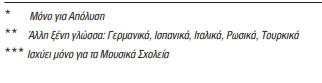 * Μόνο για Απόλυση
** Άλλη ξένη γλώσσα: Γερμανικά, Ισπανικά, Ιταλικά, Ρωσικά, Τουρκικά
*** Ισχύει μόνο για τα Μουσικά Σχολεία